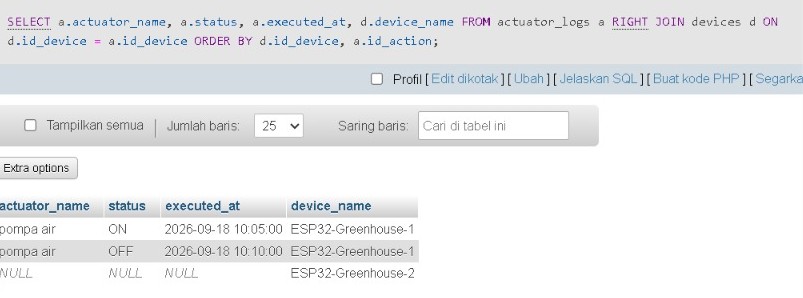 SELECT a.actuator_name, a.status, a.executed_at, d.device_name FROM actuator_logs a RIGHT JOIN devices d ON
d.id_device = a.id_device ORDER BY d.id_device, a.id_action;
Profil [ Edit dikotak ] [ Ubah ] [ Jelaskan SQL ] [ Buat kode PHP ] [ Segarka
Tampilkan semua | Jumlah baris: 25 Saring baris: Cari di tabel ini
Extra options
actuator_name status executed_at device_name
pompa air ON 2026-09-18 10:05:00 ESP32-Greenhouse-1
pompa air OFF 2026-09-18 10:10:00 ESP32-Greenhouse-1
NULL NULL NULL ESP32-Greenhouse-2